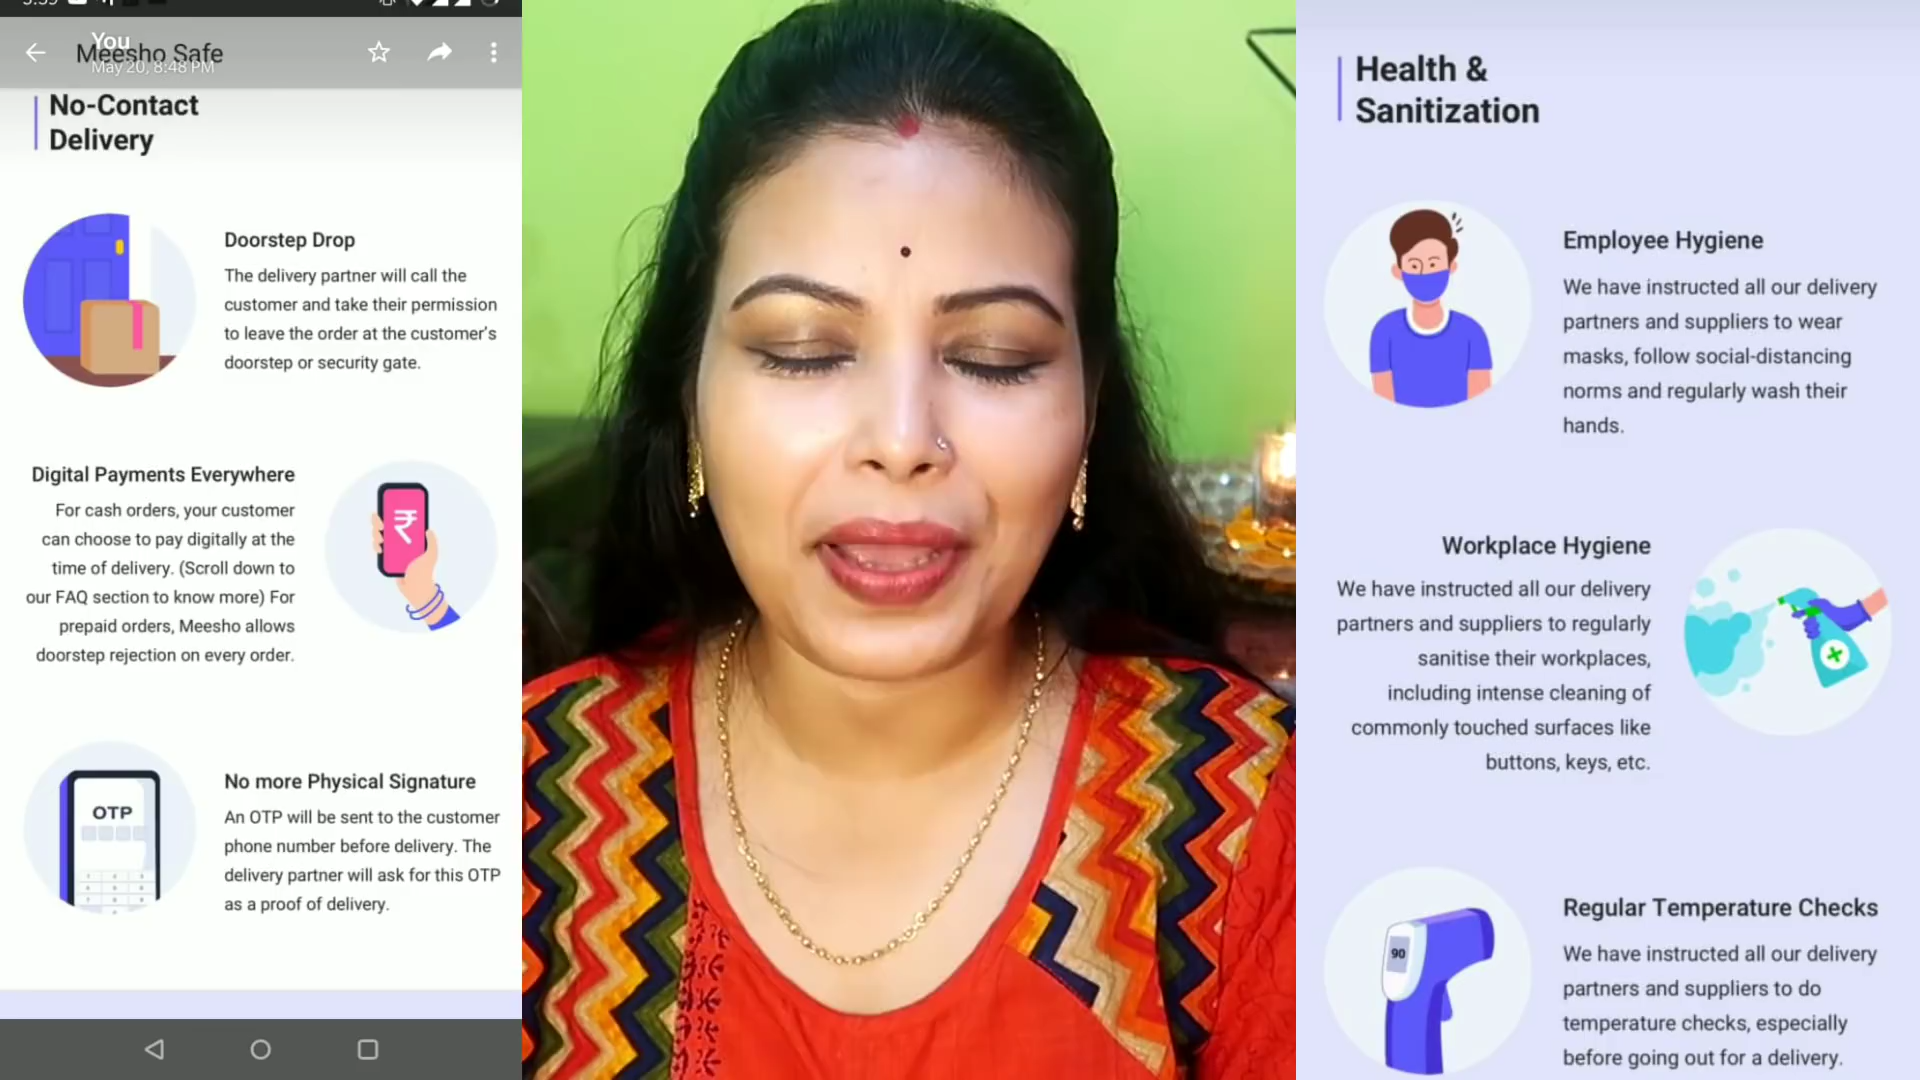 You
Meesho Safe
May 20, 8:48 PM
No-Contact
Delivery
Doorstep Drop
The delivery partner will call the
customer and take their permission
to leave the order at the customer's
doorstep or security gate.
Digital Payments Everywhere
For cash orders, your customer
can choose to pay digitally at the
time of delivery. (Scroll down to
our FAQ section to know more) For
prepaid orders, Meesho allows
doorstep rejection on every order.
OTP
No more Physical Signature
An OTP will be sent to the customer
phone number before delivery. The
delivery partner will ask for this OTP
as a proof of delivery.
Health &
Sanitization
Employee Hygiene
We have instructed all our delivery
partners and suppliers to wear
masks, follow social-distancing
norms and regularly wash their
hands.
Workplace Hygiene
We have instructed all our delivery
partners and suppliers to regularly
sanitise their workplaces,
including intense cleaning of
commonly touched surfaces like
buttons, keys, etc.
90
Regular Temperature Checks
We have instructed all our delivery
partners and suppliers to do
temperature checks, especially
before going out for a delivery.